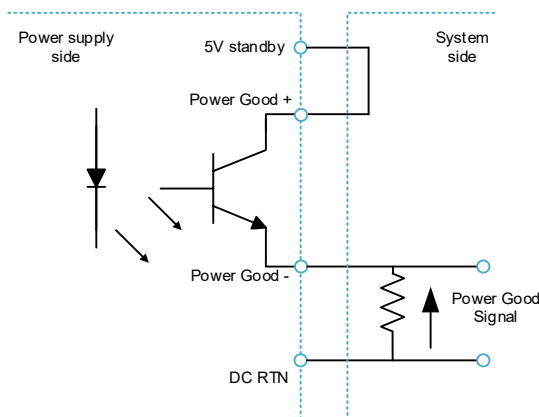 Power supply
side
5V standby
System
side
Power Good +
Power Good -
Power Good
Signal
DC RTN